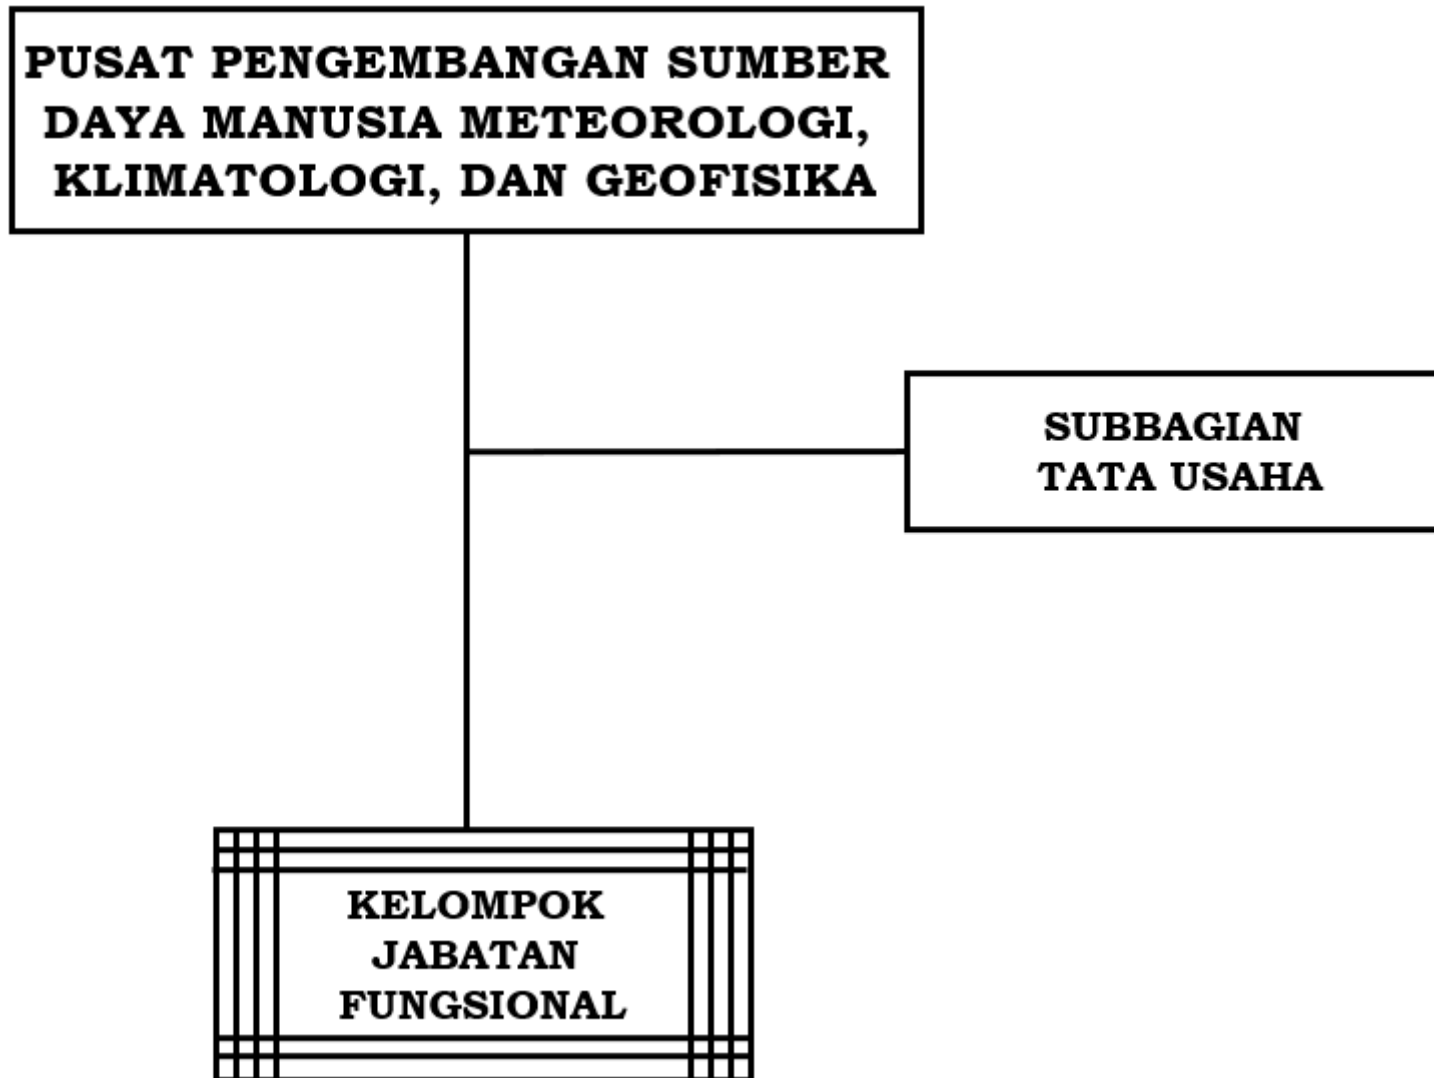 PUSAT PENGEMBANGAN SUMBER
DAYA MANUSIA METEOROLOGI,
KLIMATOLOGI, DAN GEOFISIKA
SUBBAGIAN
TATA USAHA
KELOMPOK
JABATAN
FUNGSIONAL